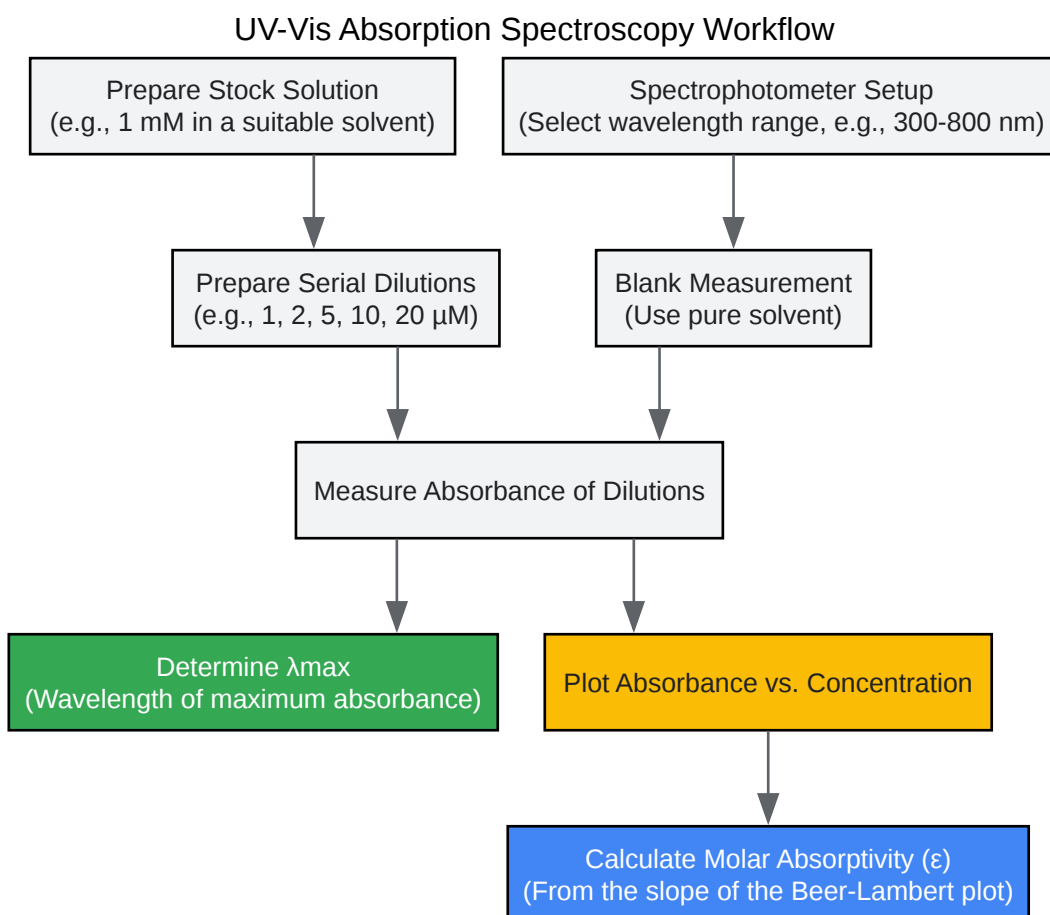 UV-Vis Absorption Spectroscopy Workflow
Prepare Stock Solution
(e.g., 1 mM in a suitable solvent)
Spectrophotometer Setup
(Select wavelength range, e.g., 300-800 nm)
Prepare Serial Dilutions
(e.g., 1, 2, 5, 10, 20 µM)
Blank Measurement
(Use pure solvent)
Measure Absorbance of Dilutions
Determine λmax
(Wavelength of maximum absorbance)
Plot Absorbance vs. Concentration
Calculate Molar Absorptivity (ε)
(From the slope of the Beer-Lambert plot)